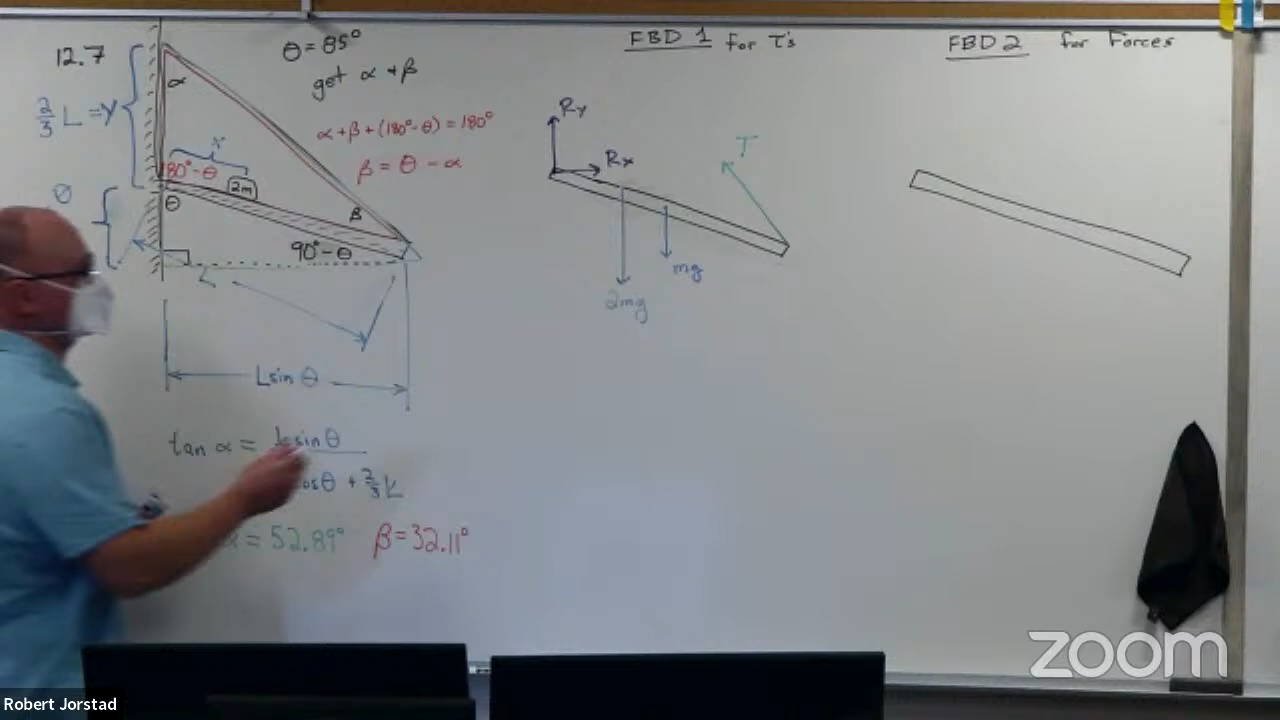 12.7
θ = 85°
get α + β
α
2/3 L = Y
α + β + (180° - θ) = 180°
β = θ - α
x
180° - θ
2m
θ
β
90° - θ
L
L sin θ
tan α = L sin θ
cos θ + 2/3 L
α = 52.89° β = 32.11°
FBD 1 for τ's
Ry
Rx
T
mg
2mg
FBD 2 for Forces
zoom
Robert Jorstad